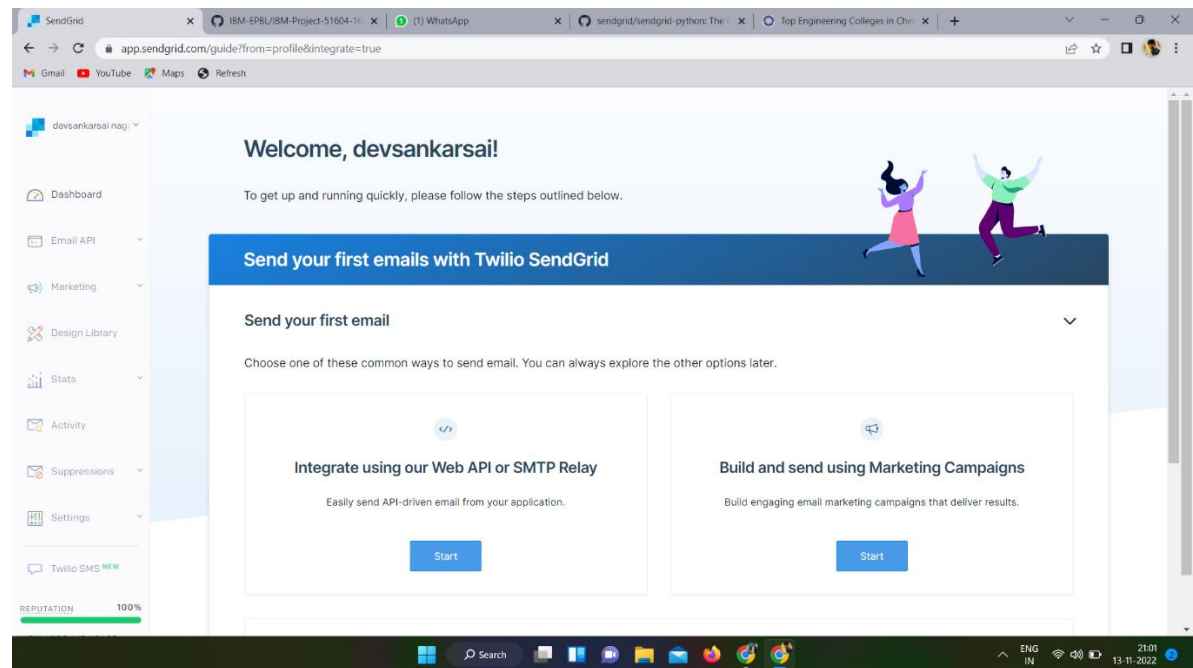 SendGrid
IBM-EPBL/IBM-Project-51604-16
(1) WhatsApp
sendgrid/sendgrid-python: The
Top Engineering Colleges in Che
app.sendgrid.com/guide?from=profile&integrate=true
Gmail
YouTube
Maps
Refresh
devsankarsai nag
Welcome, devsankarsai!
To get up and running quickly, please follow the steps outlined below.
Dashboard
Email API
Marketing
Design Library
Stats
Activity
Suppressions
Settings
Twilio SMS NEW
REPUTATION 100%
Send your first emails with Twilio SendGrid
Send your first email
Choose one of these common ways to send email. You can always explore the other options later.
Integrate using our Web API or SMTP Relay
Easily send API-driven email from your application.
Start
Build and send using Marketing Campaigns
Build engaging email marketing campaigns that deliver results.
Start
Search
ENG
IN
21:01
13-11-2022
2